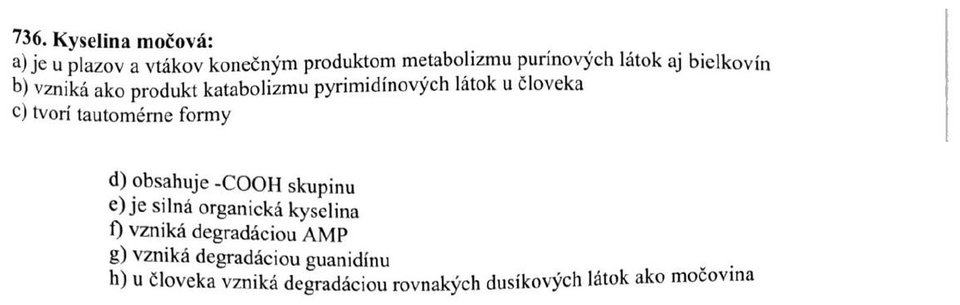 736. Kyselina močová:
a) je u plazov a vtákov konečným produktom metabolizmu purínových látok aj bielkovín
b) vzniká ako produkt katabolizmu pyrimidínových látok u človeka
c) tvorí tautomérne formy
d) obsahuje -COOH skupinu
e) je silná organická kyselina
f) vzniká degradáciou AMP
g) vzniká degradáciou guanidínu
h) u človeka vzniká degradáciou rovnakých dusíkových látok ako močovina